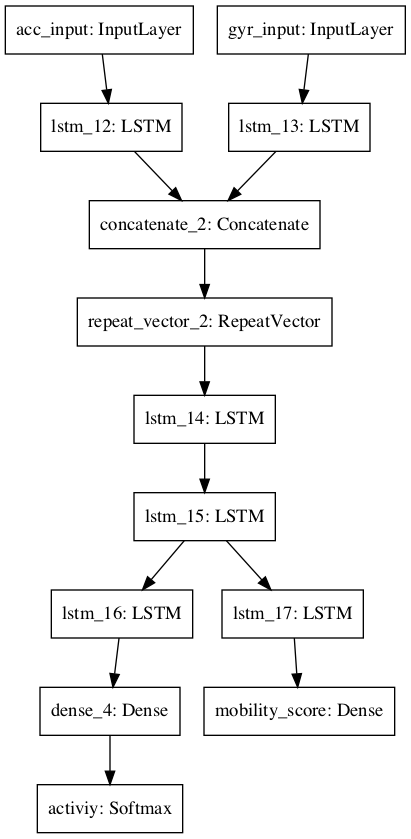 acc_input: InputLayer
gyr_input: InputLayer
lstm_12: LSTM
lstm_13: LSTM
concatenate_2: Concatenate
repeat_vector_2: RepeatVector
lstm_14: LSTM
lstm_15: LSTM
lstm_16: LSTM
lstm_17: LSTM
dense_4: Dense
mobility_score: Dense
activiy: Softmax